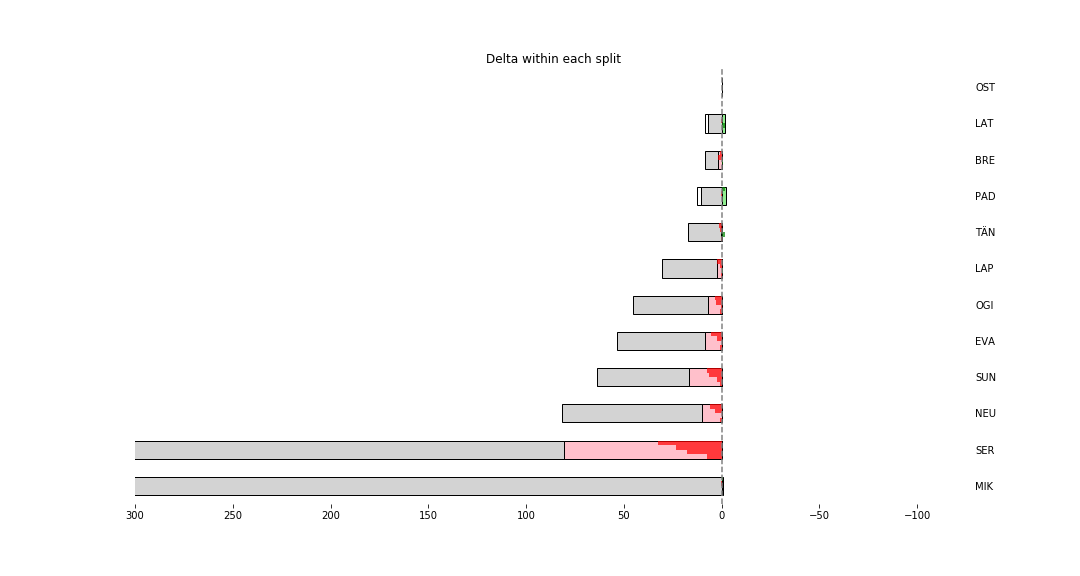 Delta within each split
OST
LAT
BRE
PAD
TÄN
LAP
OGI
EVA
SUN
NEU
SER
MIK
300 250 200 150 100 50 0 −50 −100